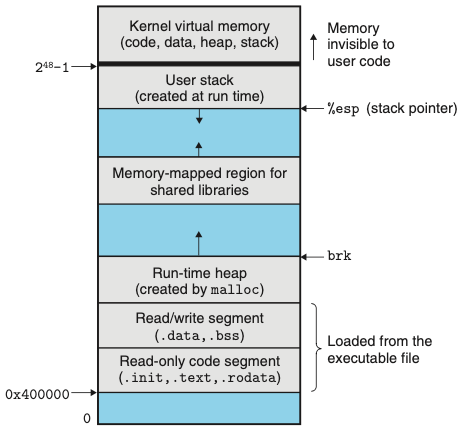 Kernel virtual memory
(code, data, heap, stack)
Memory
invisible to
user code
2⁴⁸–1
User stack
(created at run time)
%esp (stack pointer)
Memory-mapped region for
shared libraries
brk
Run-time heap
(created by malloc)
Read/write segment
(.data,.bss)
Loaded from the
executable file
Read-only code segment
(.init,.text,.rodata)
0x400000
0